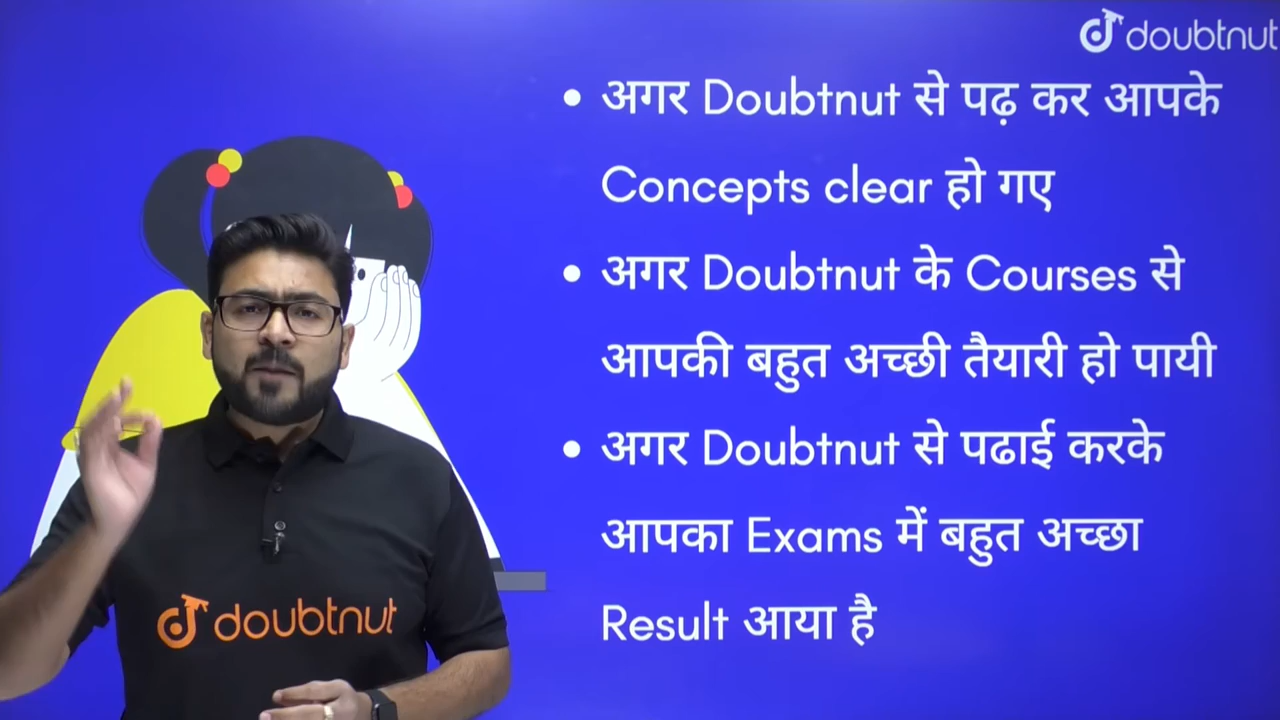 doubtnut
• अगर Doubtnut से पढ़ कर आपके
Concepts clear हो गए
• अगर Doubtnut के Courses से
आपकी बहुत अच्छी तैयारी हो पायी
• अगर Doubtnut से पढाई करके
आपका Exams में बहुत अच्छा
Result आया है
doubtnut